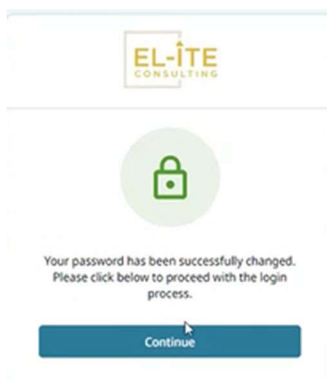 EL-ÎTE
CONSULTING
Your password has been successfully changed.
Please click below to proceed with the login
process.
Continue